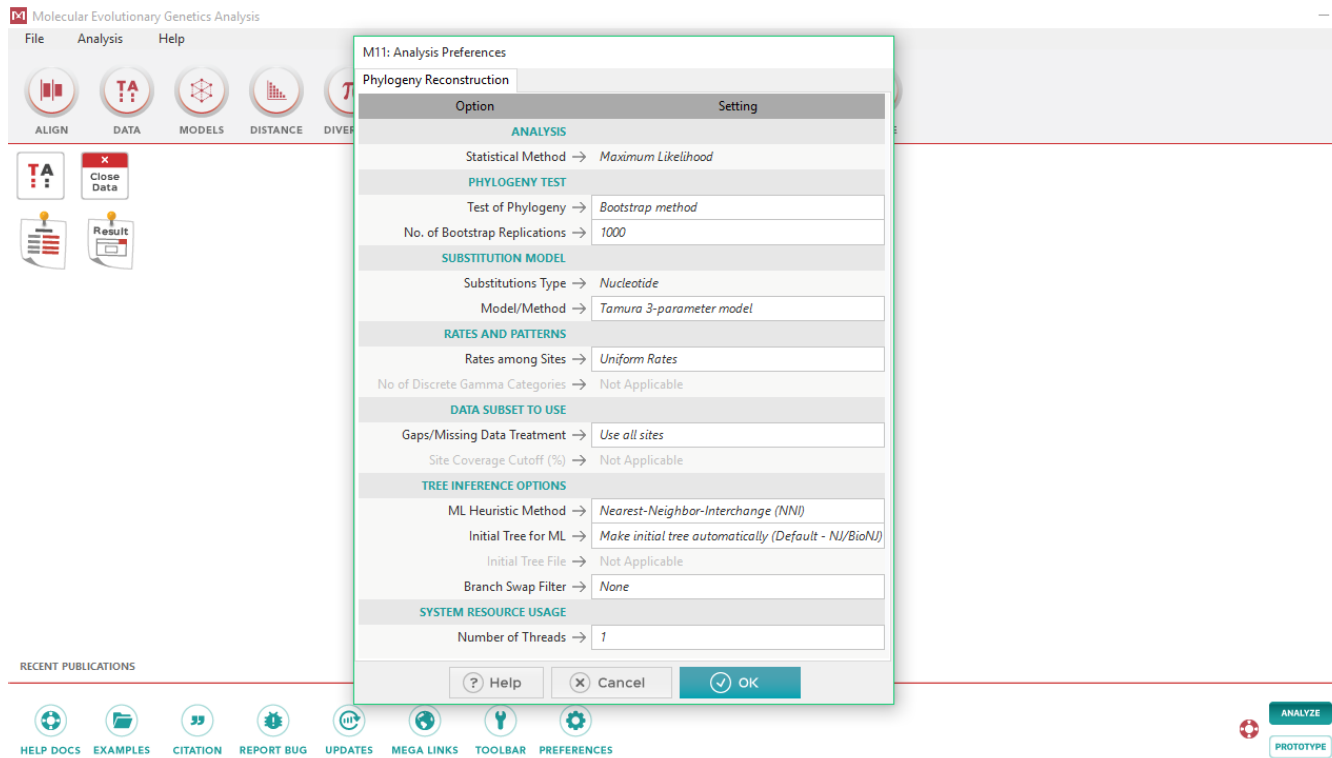 Molecular Evolutionary Genetics Analysis
File Analysis Help
ALIGN DATA MODELS DISTANCE
TA
Close Data
Result
M11: Analysis Preferences
Phylogeny Reconstruction
Option Setting
ANALYSIS
Statistical Method → Maximum Likelihood
PHYLOGENY TEST
Test of Phylogeny → Bootstrap method
No. of Bootstrap Replications → 1000
SUBSTITUTION MODEL
Substitutions Type → Nucleotide
Model/Method → Tamura 3-parameter model
RATES AND PATTERNS
Rates among Sites → Uniform Rates
No of Discrete Gamma Categories → Not Applicable
DATA SUBSET TO USE
Gaps/Missing Data Treatment → Use all sites
Site Coverage Cutoff (%) → Not Applicable
TREE INFERENCE OPTIONS
ML Heuristic Method → Nearest-Neighbor-Interchange (NNI)
Initial Tree for ML → Make initial tree automatically (Default - NJ/BioNJ)
Initial Tree File → Not Applicable
Branch Swap Filter → None
SYSTEM RESOURCE USAGE
Number of Threads → 1
? Help Cancel OK
RECENT PUBLICATIONS
HELP DOCS EXAMPLES CITATION REPORT BUG UPDATES MEGA LINKS TOOLBAR PREFERENCES
ANALYZE
PROTOTYPE